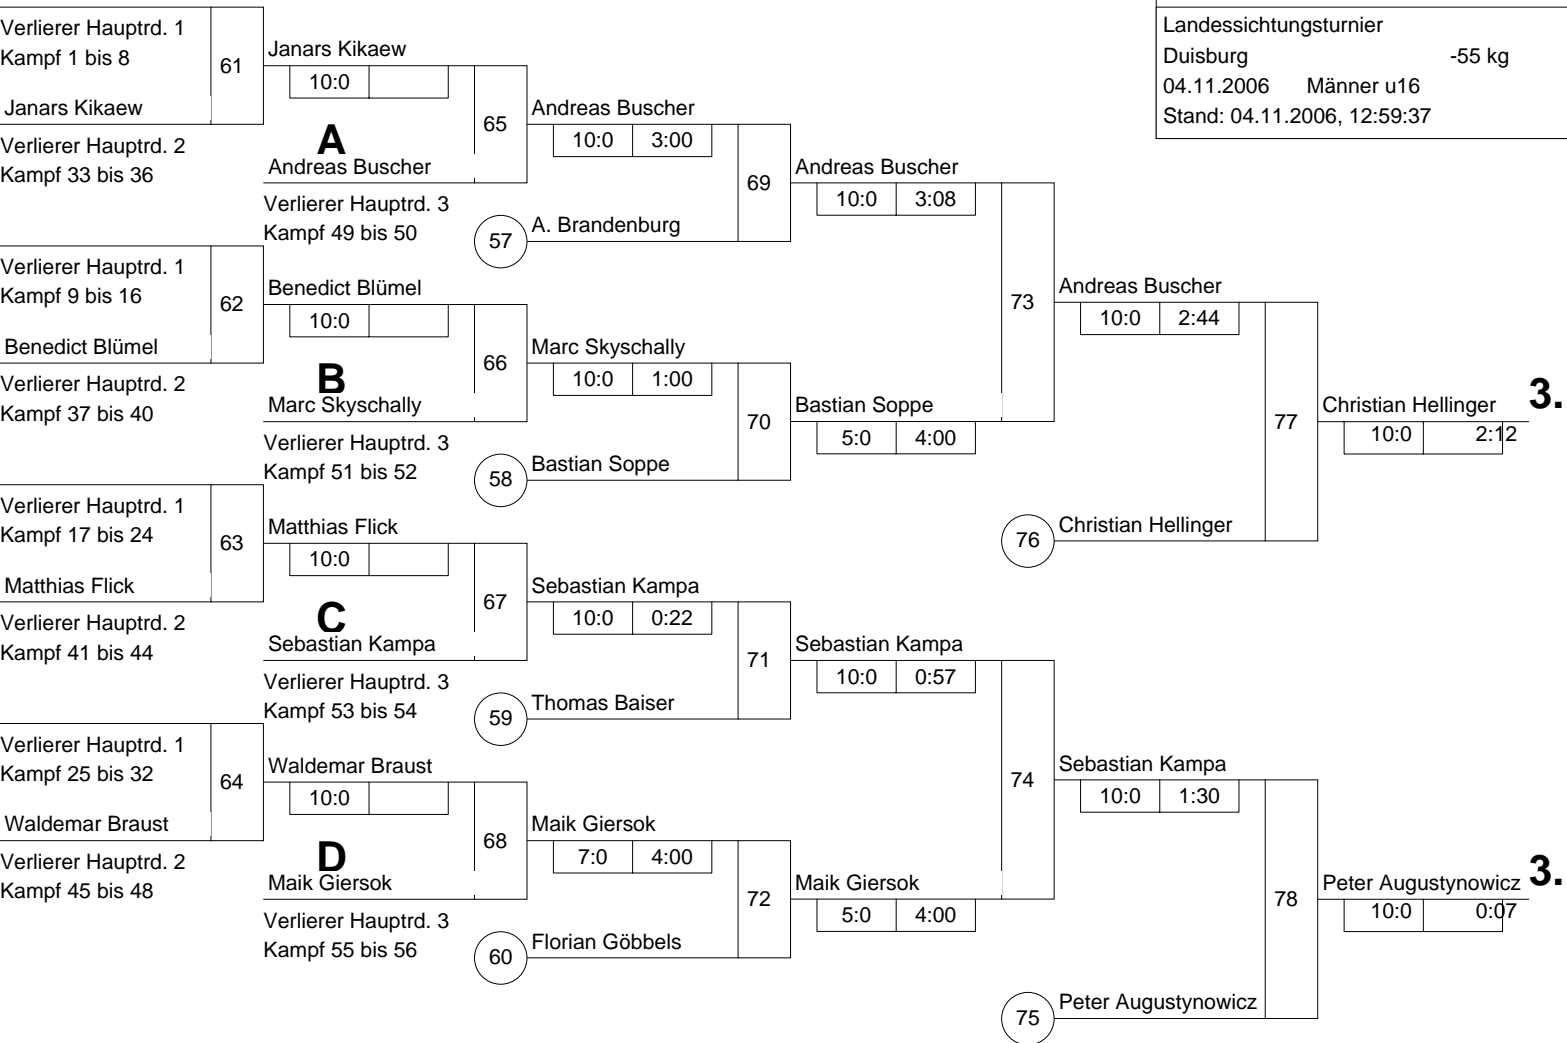 Landessichtungsturnier
Duisburg -55 kg
04.11.2006 Männer u16
Stand: 04.11.2006, 12:59:37
Verlierer Hauptrd. 1
Kampf 1 bis 8
61
Janars Kikaew
Verlierer Hauptrd. 2
Kampf 33 bis 36
Verlierer Hauptrd. 1
Kampf 9 bis 16
62
Benedict Blümel
Verlierer Hauptrd. 2
Kampf 37 bis 40
Verlierer Hauptrd. 1
Kampf 17 bis 24
63
Matthias Flick
Verlierer Hauptrd. 2
Kampf 41 bis 44
Verlierer Hauptrd. 1
Kampf 25 bis 32
64
Waldemar Braust
Verlierer Hauptrd. 2
Kampf 45 bis 48
Janars Kikaew
10:0
A
65
Andreas Buscher
Verlierer Hauptrd. 3
Kampf 49 bis 50
Benedict Blümel
10:0
B
66
Marc Skyschally
Verlierer Hauptrd. 3
Kampf 51 bis 52
Matthias Flick
10:0
C
67
Sebastian Kampa
Verlierer Hauptrd. 3
Kampf 53 bis 54
Waldemar Braust
10:0
D
68
Maik Giersok
Verlierer Hauptrd. 3
Kampf 55 bis 56
Andreas Buscher
10:0 3:00
69
57 A. Brandenburg
Marc Skyschally
10:0 1:00
70
58 Bastian Soppe
Sebastian Kampa
10:0 0:22
71
59 Thomas Baiser
Maik Giersok
7:0 4:00
72
60 Florian Göbbels
Andreas Buscher
10:0 3:08
73
Bastian Soppe
5:0 4:00
Sebastian Kampa
10:0 0:57
74
Maik Giersok
5:0 4:00
Andreas Buscher
10:0 2:44
77
76 Christian Hellinger
Sebastian Kampa
10:0 1:30
78
75 Peter Augustynowicz
Christian Hellinger 3.
10:0 2:12
Peter Augustynowicz 3.
10:0 0:07